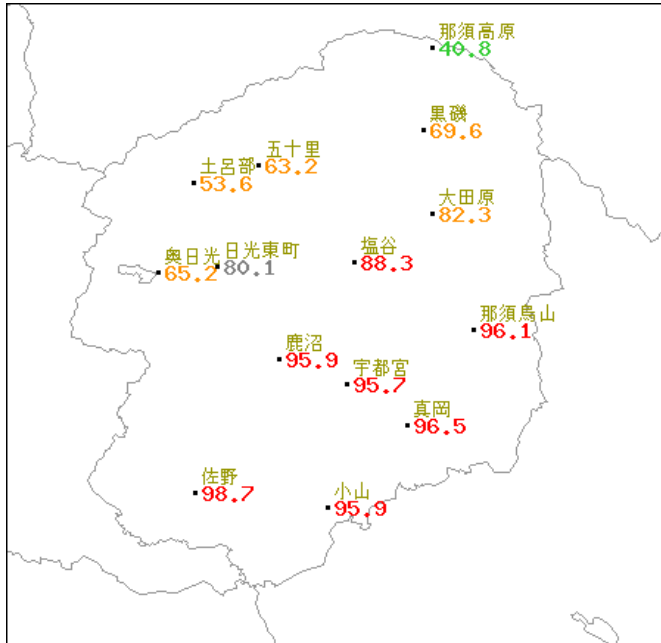 那須高原
40.8
黒磯
69.6
五十里
63.2
土呂部
53.6
大田原
82.3
塩谷
88.3
日光東町
80.1
奥日光
65.2
那須烏山
96.1
鹿沼
95.9
宇都宮
95.7
真岡
96.5
佐野
98.7
小山
95.9